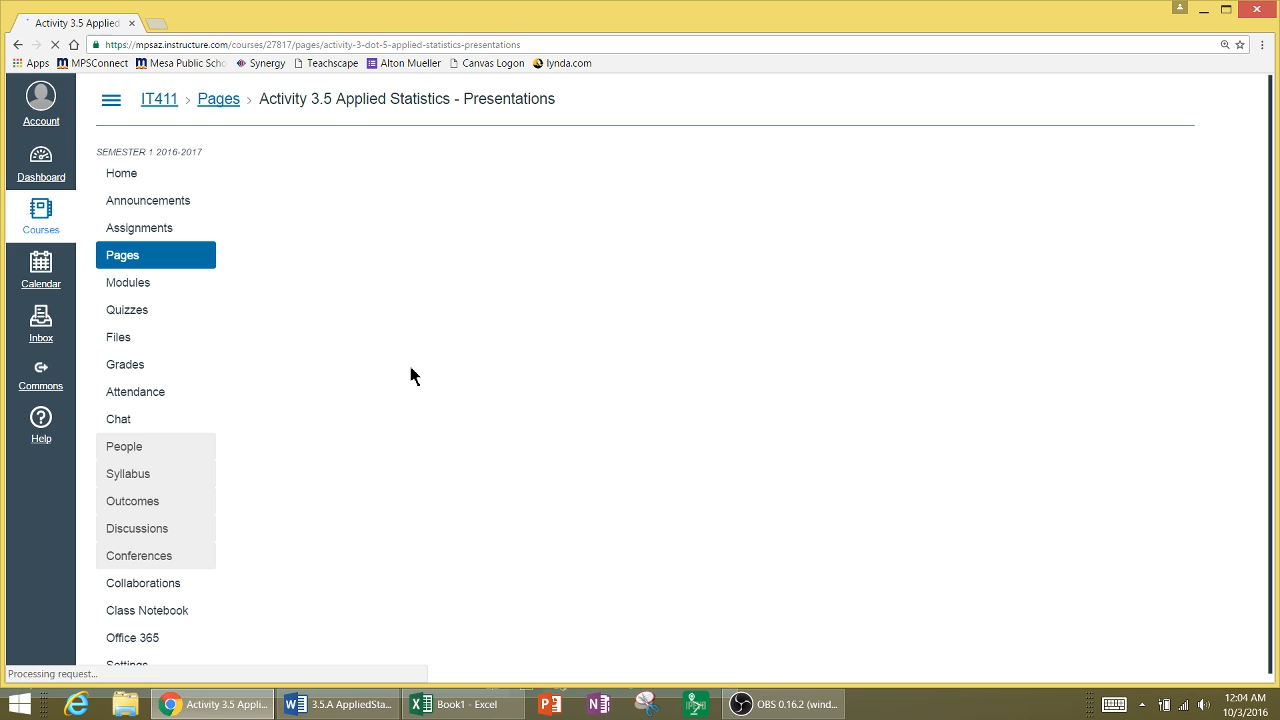 Activity 3.5 Applied
https://mpsaz.instructure.com/courses/27817/pages/activity-3-dot-5-applied-statistics-presentations
Apps MPSConnect Mesa Public Scho Synergy Teachscape Alton Mueller Canvas Logon lynda.com
IT411 > Pages > Activity 3.5 Applied Statistics - Presentations
Account
Dashboard
Courses
Calendar
Inbox
Commons
Help
SEMESTER 1 2016-2017
Home
Announcements
Assignments
Pages
Modules
Quizzes
Files
Grades
Attendance
Chat
People
Syllabus
Outcomes
Discussions
Conferences
Collaborations
Class Notebook
Office 365
Settings
Processing request...
Activity 3.5 Appli... 3.5.A AppliedSta... Book1 - Excel OBS 0.16.2 (wind...
12:04 AM
10/3/2016